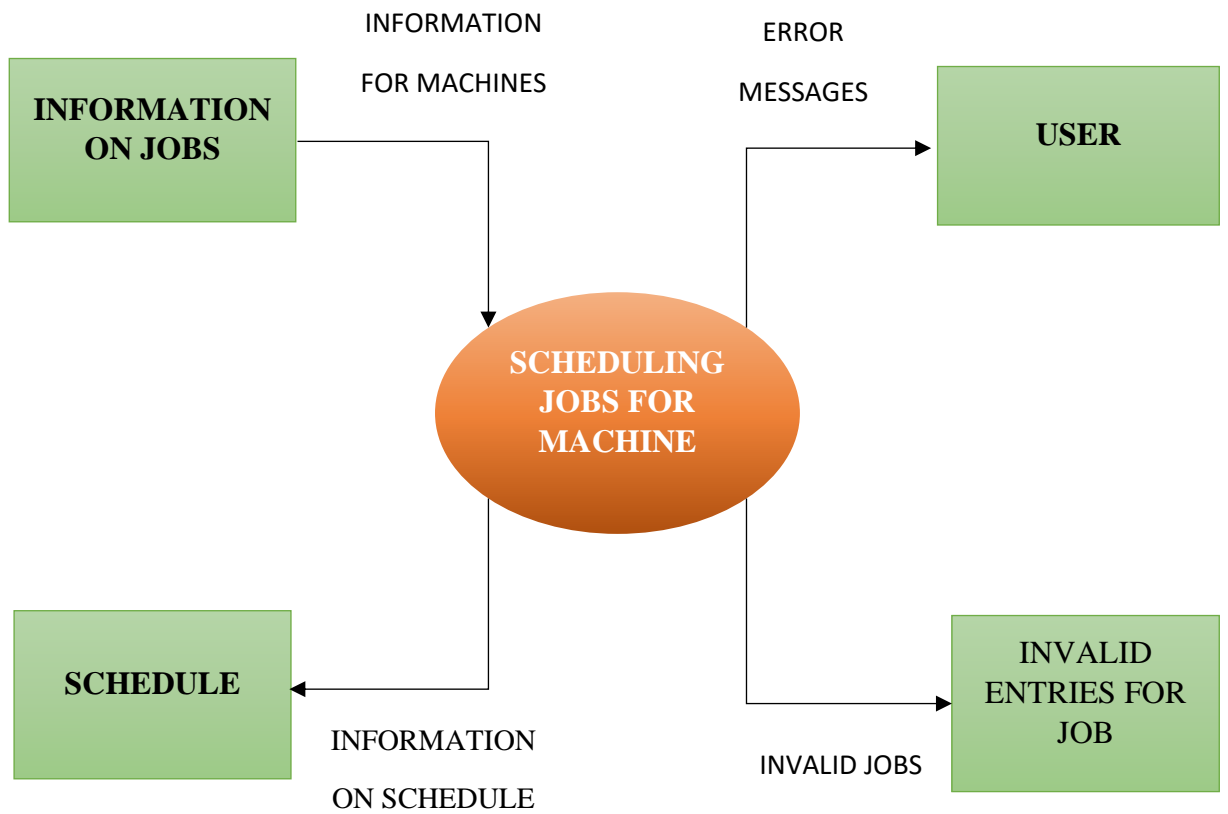 INFORMATION
FOR MACHINES
ERROR
MESSAGES
INFORMATION
ON JOBS
USER
SCHEDULING
JOBS FOR
MACHINE
SCHEDULE
INFORMATION
ON SCHEDULE
INVALID
ENTRIES FOR
JOB
INVALID JOBS